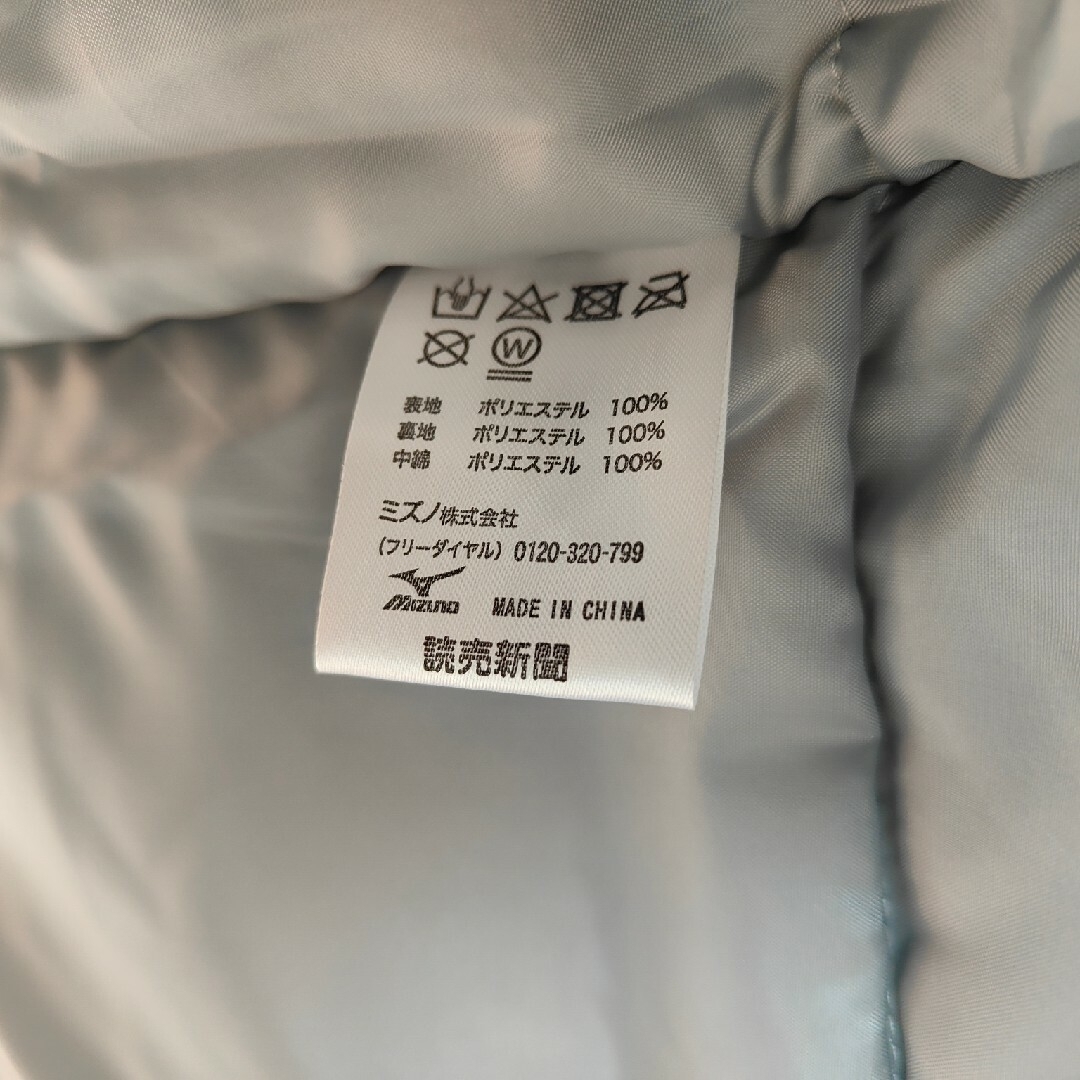 W
表地 ポリエステル 100%
裏地 ポリエステル 100%
中綿 ポリエステル 100%
ミズノ株式会社
(フリーダイヤル) 0120-320-799
Mizuno MADE IN CHINA
読売新聞